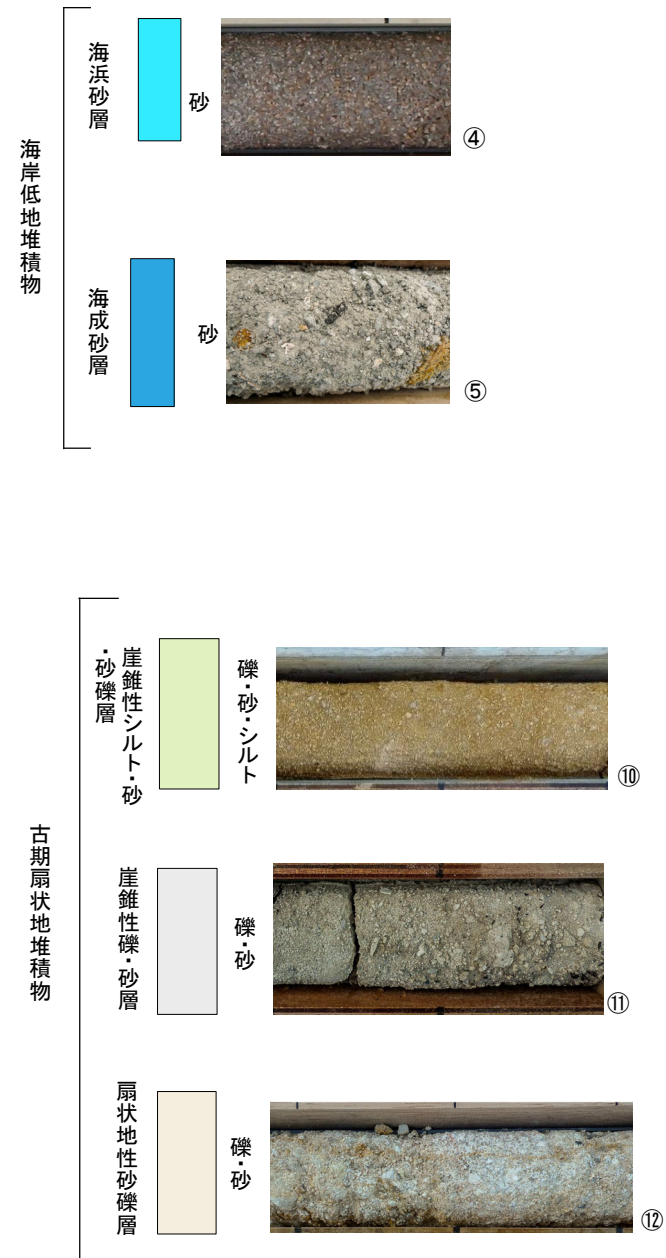 海岸低地堆積物
海浜砂層
砂
④
海成砂層
砂
⑤
古期扇状地堆積物
崖錐性シルト・砂
・砂礫層
礫・砂・シルト
⑩
崖錐性礫・砂層
礫・砂
⑪
扇状地性砂礫層
礫・砂
⑫